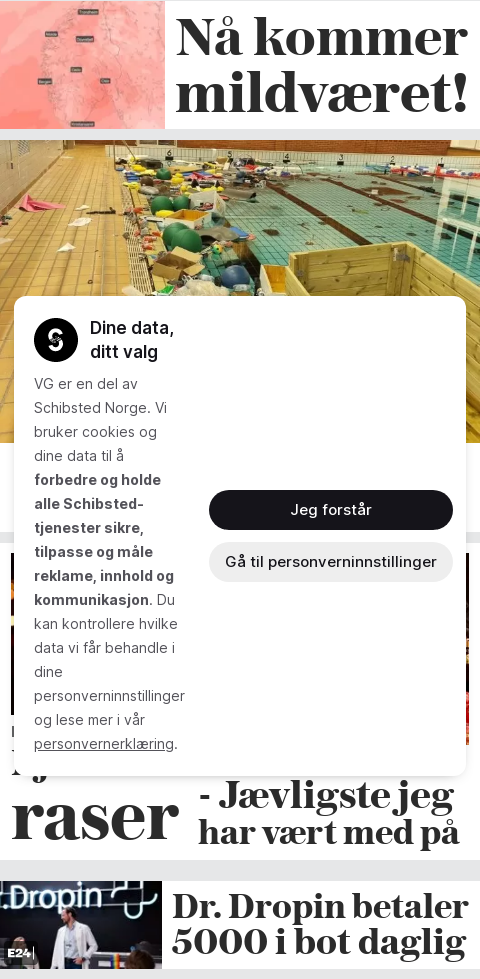 Nå kommer
mildværet!
Dine data,
ditt valg
VG er en del av
Schibsted Norge. Vi
bruker cookies og
dine data til å
forbedre og holde
alle Schibsted-
tjenester sikre,
tilpasse og måle
reklame, innhold og
kommunikasjon. Du
kan kontrollere hvilke
data vi får behandle i
dine
personverninnstillinger
og lese mer i vår
personvernerklæring.
Jeg forstår
Gå til personverninnstillinger
raser
- Jævligste jeg
har vært med på
.Dropin
E24
Dr. Dropin betaler
5000 i bot daglig